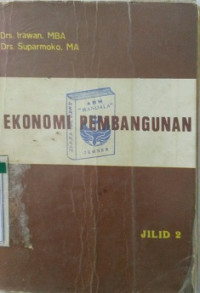 Drs. Irawan, MBA
Drs. Suparmoko, MA
EKONOMI PEMBANGUNAN
JILID 2